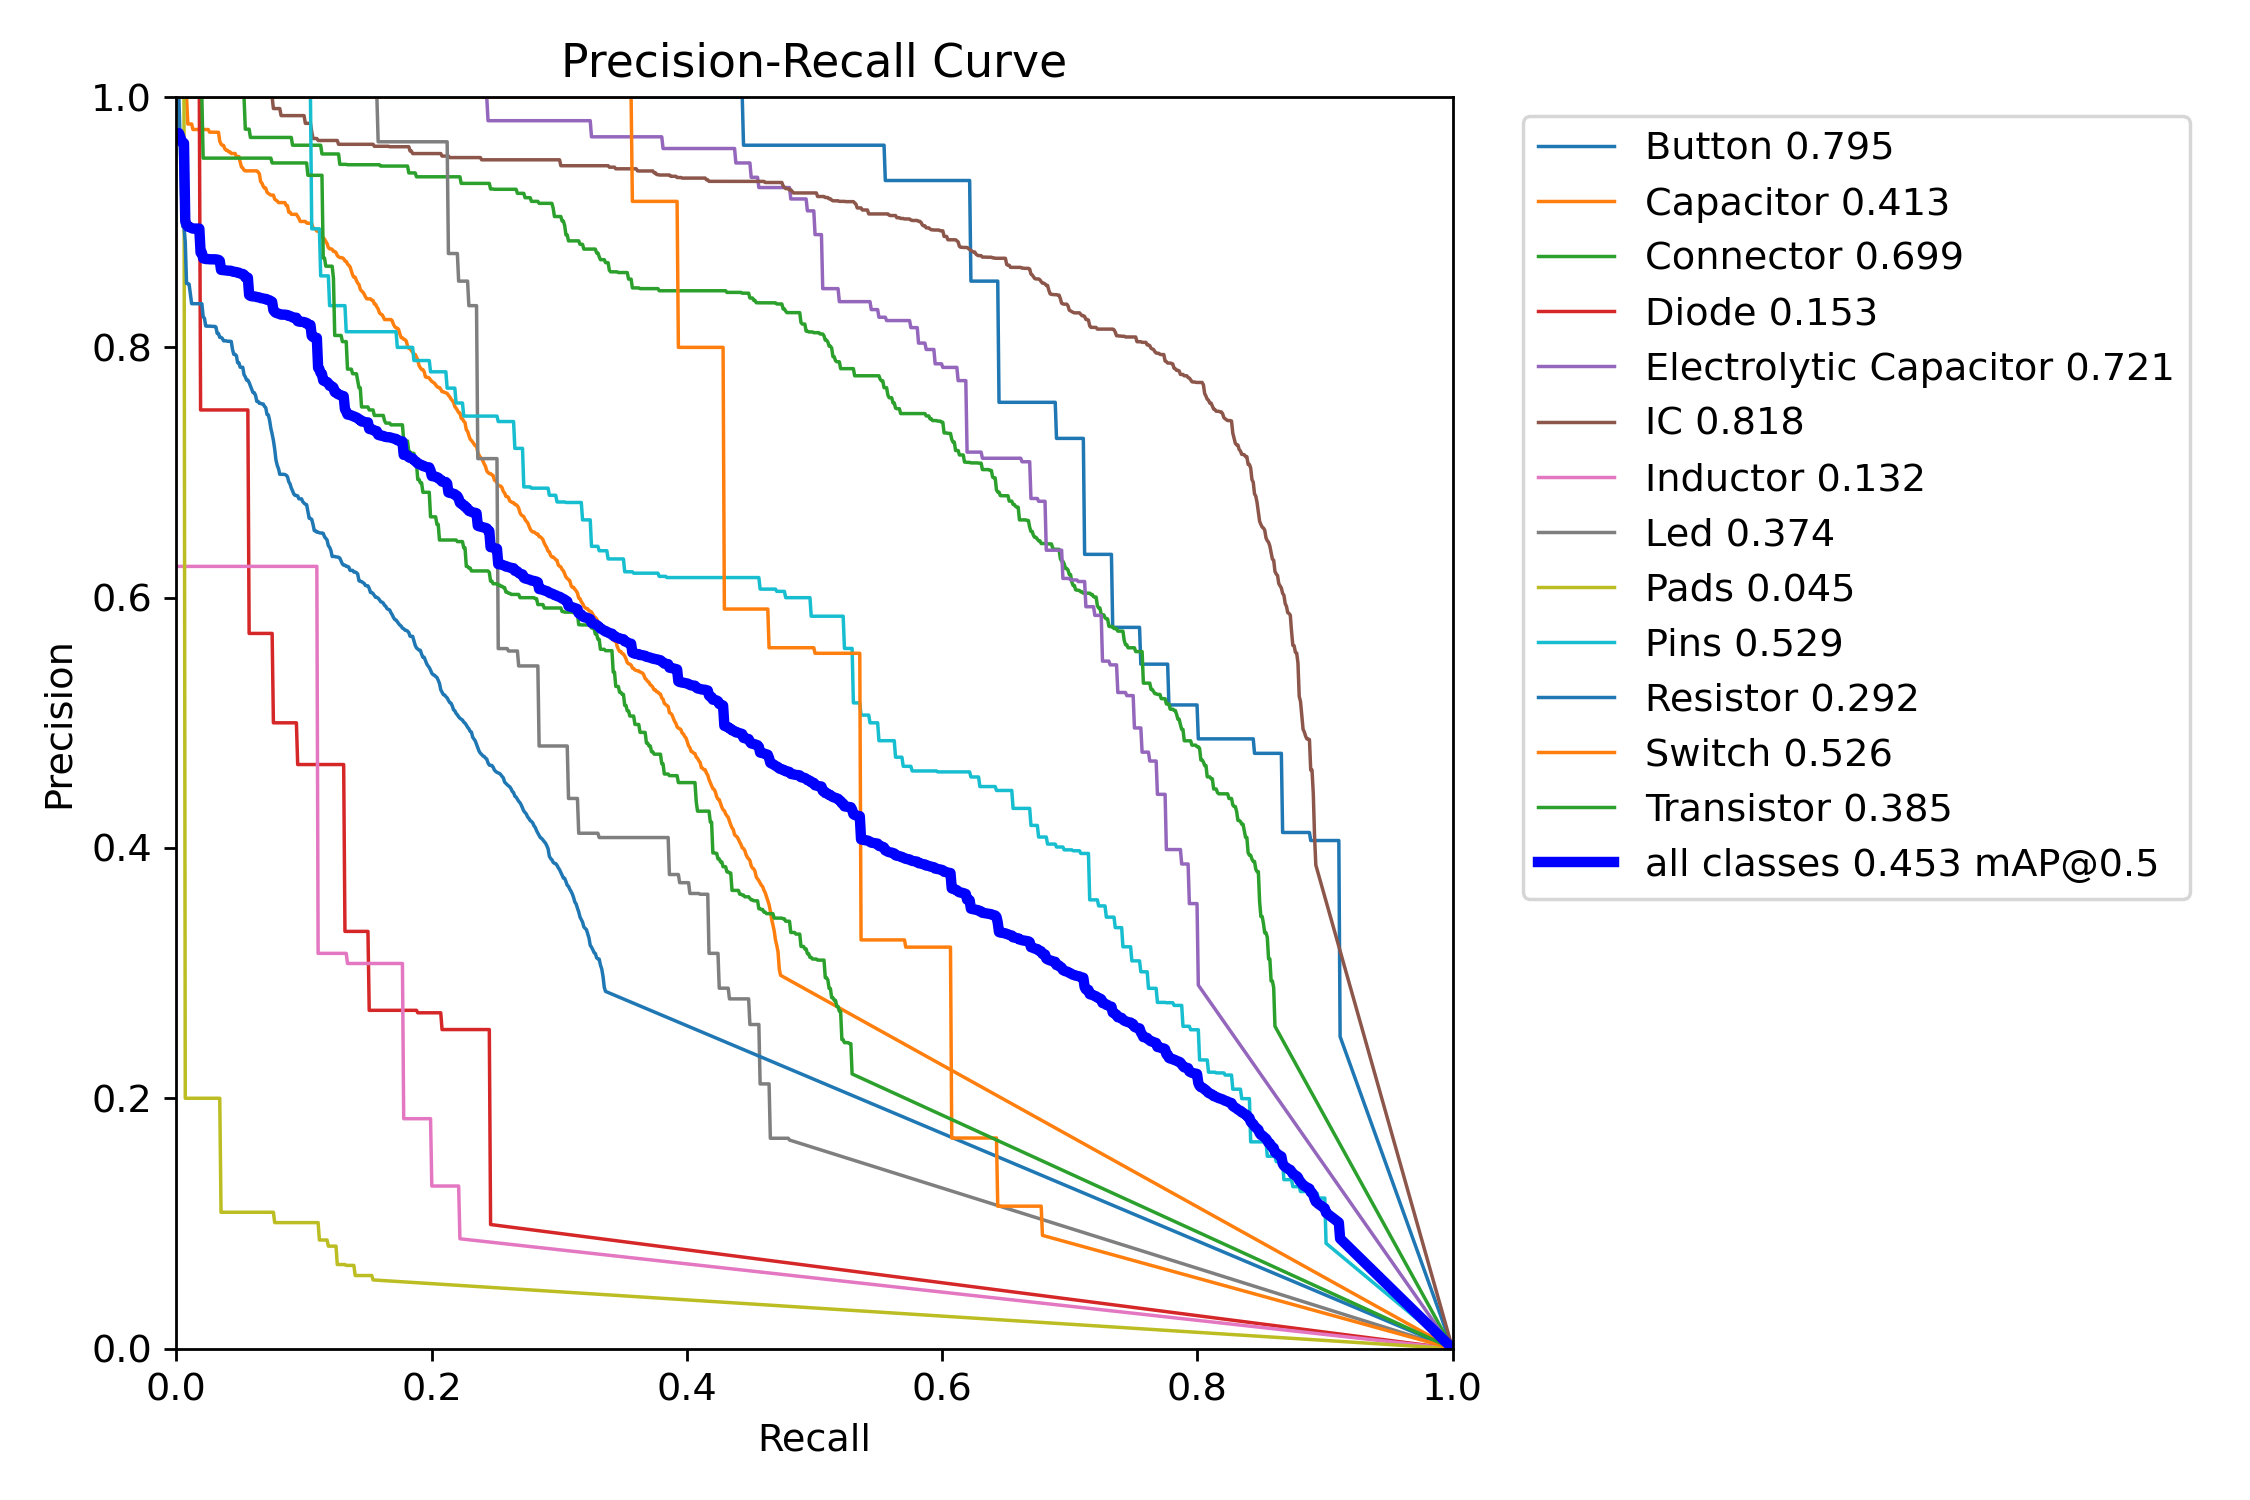 Precision-Recall Curve
1.0
0.8
0.6
0.4
0.2
0.0
Precision
0.0 0.2 0.4 0.6 0.8 1.0
Recall
Button 0.795
Capacitor 0.413
Connector 0.699
Diode 0.153
Electrolytic Capacitor 0.721
IC 0.818
Inductor 0.132
Led 0.374
Pads 0.045
Pins 0.529
Resistor 0.292
Switch 0.526
Transistor 0.385
all classes 0.453 mAP@0.5